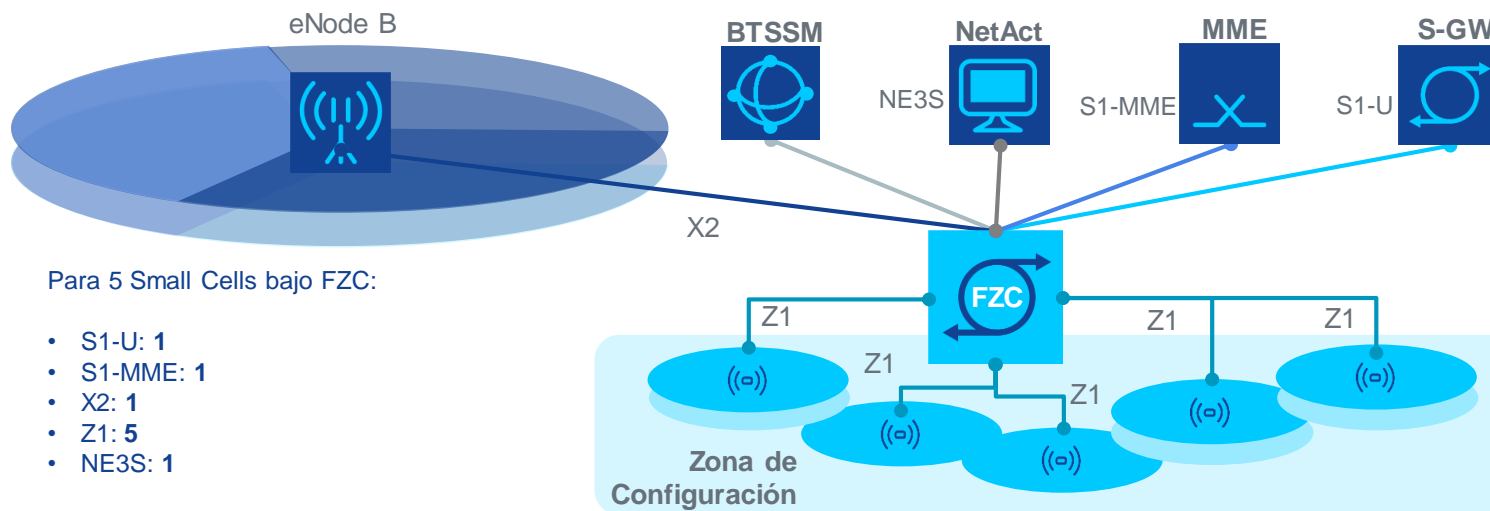 eNode B
BTSSM
NetAct
MME
S-GW
NE3S
S1-MME
S1-U
X2
Para 5 Small Cells bajo FZC:
• S1-U: 1
• S1-MME: 1
• X2: 1
• Z1: 5
• NE3S: 1
FZC
Z1
Z1
Z1
Z1
Z1
Zona de
Configuración